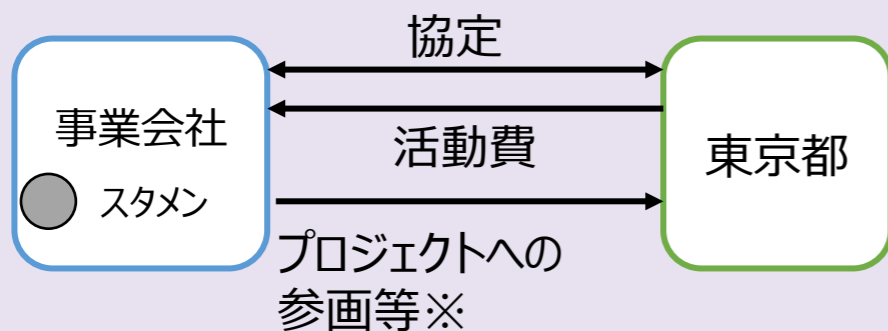 協定
事業会社
活動費
東京都
スタメン
プロジェクトへの
参画等※